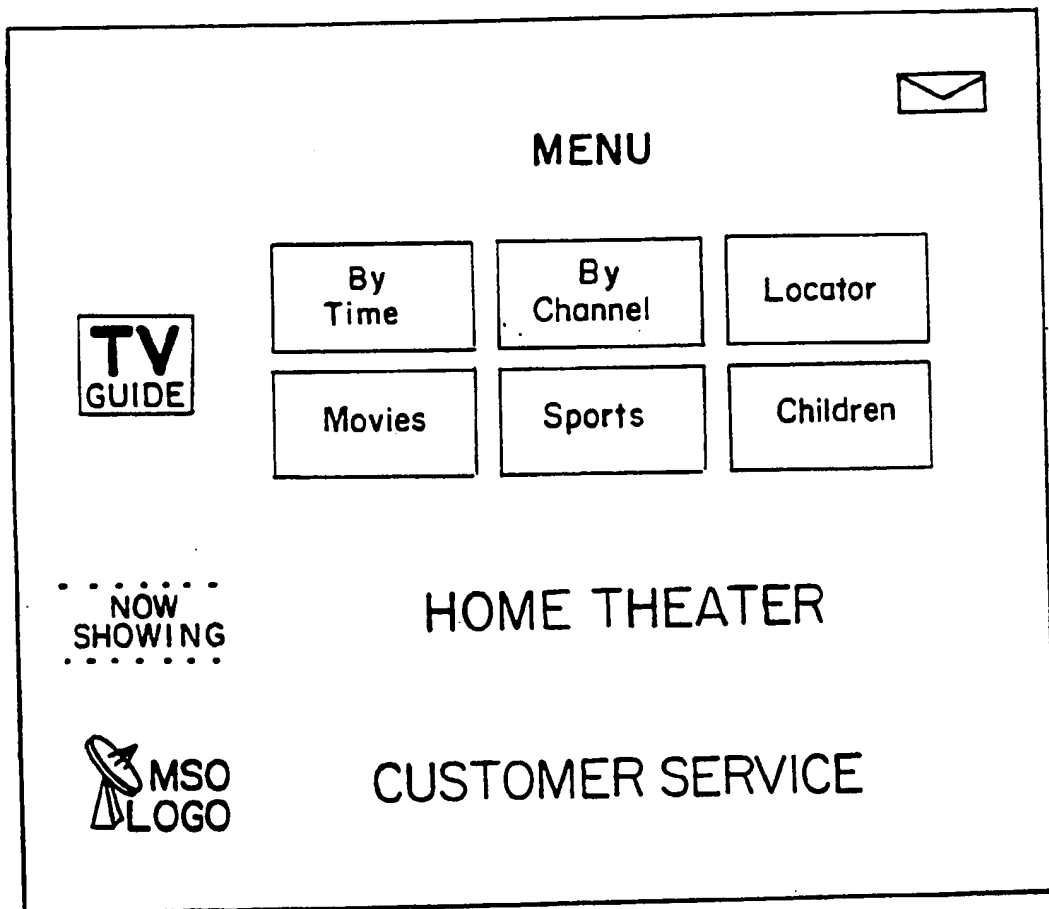 MENU
By
Time
By
Channel
Locator
TV
GUIDE
Movies
Sports
Children
NOW
SHOWING
HOME THEATER
MSO
LOGO
CUSTOMER SERVICE